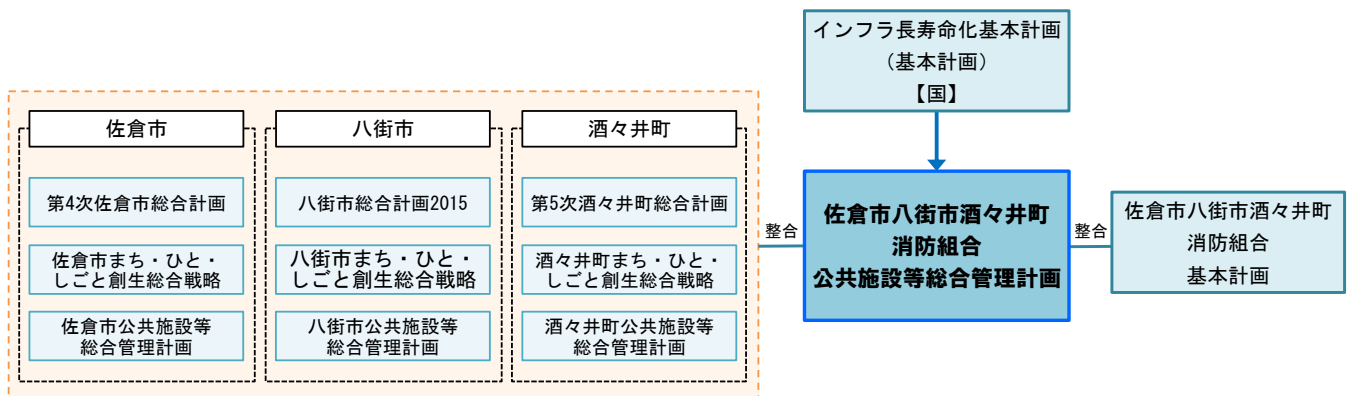 インフラ長寿命化基本計画
（基本計画）
【国】
佐倉市
八街市
酒々井町
第4次佐倉市総合計画
八街市総合計画2015
第5次酒々井町総合計画
佐倉市まち・ひと・
しごと創生総合戦略
八街市まち・ひと・
しごと創生総合戦略
酒々井町まち・ひと・
しごと創生総合戦略
佐倉市公共施設等
総合管理計画
八街市公共施設等
総合管理計画
酒々井町公共施設等
総合管理計画
整合
佐倉市八街市酒々井町
消防組合
公共施設等総合管理計画
整合
佐倉市八街市酒々井町
消防組合
基本計画